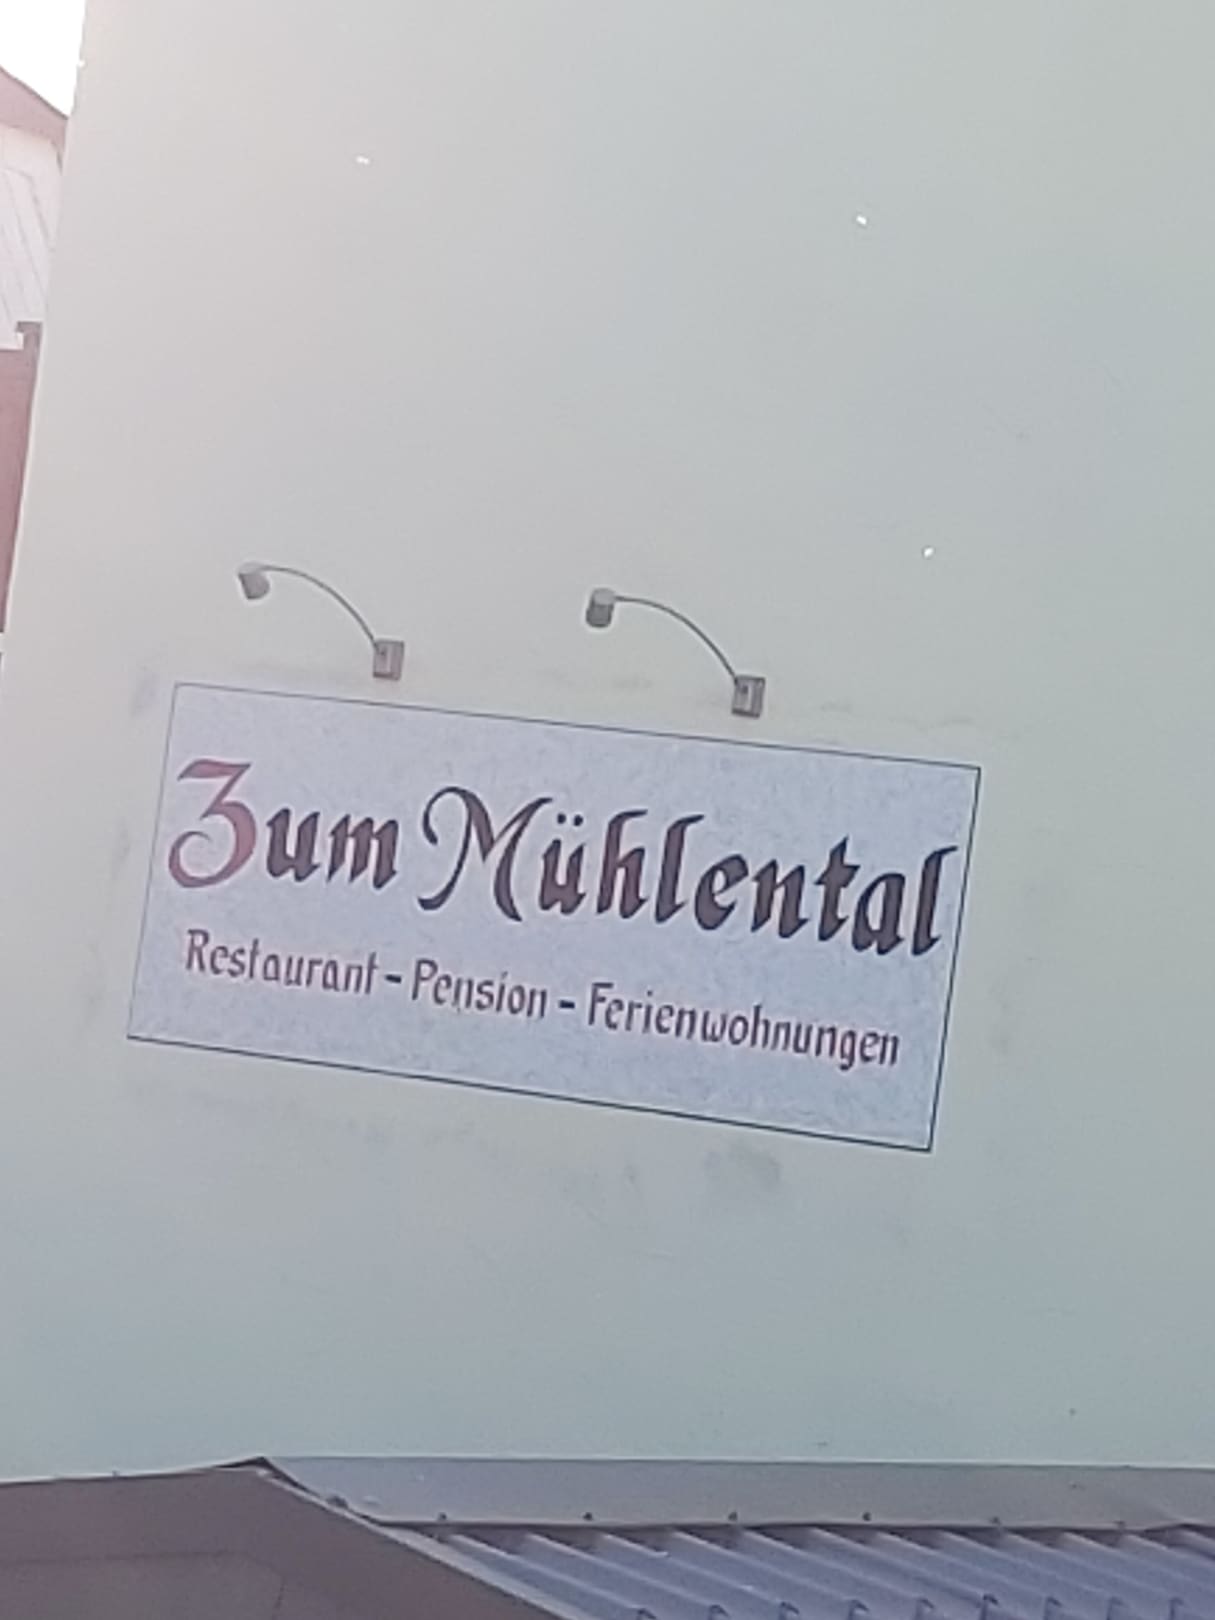 Zum Mühlental
Restaurant - Pension - Ferienwohnungen